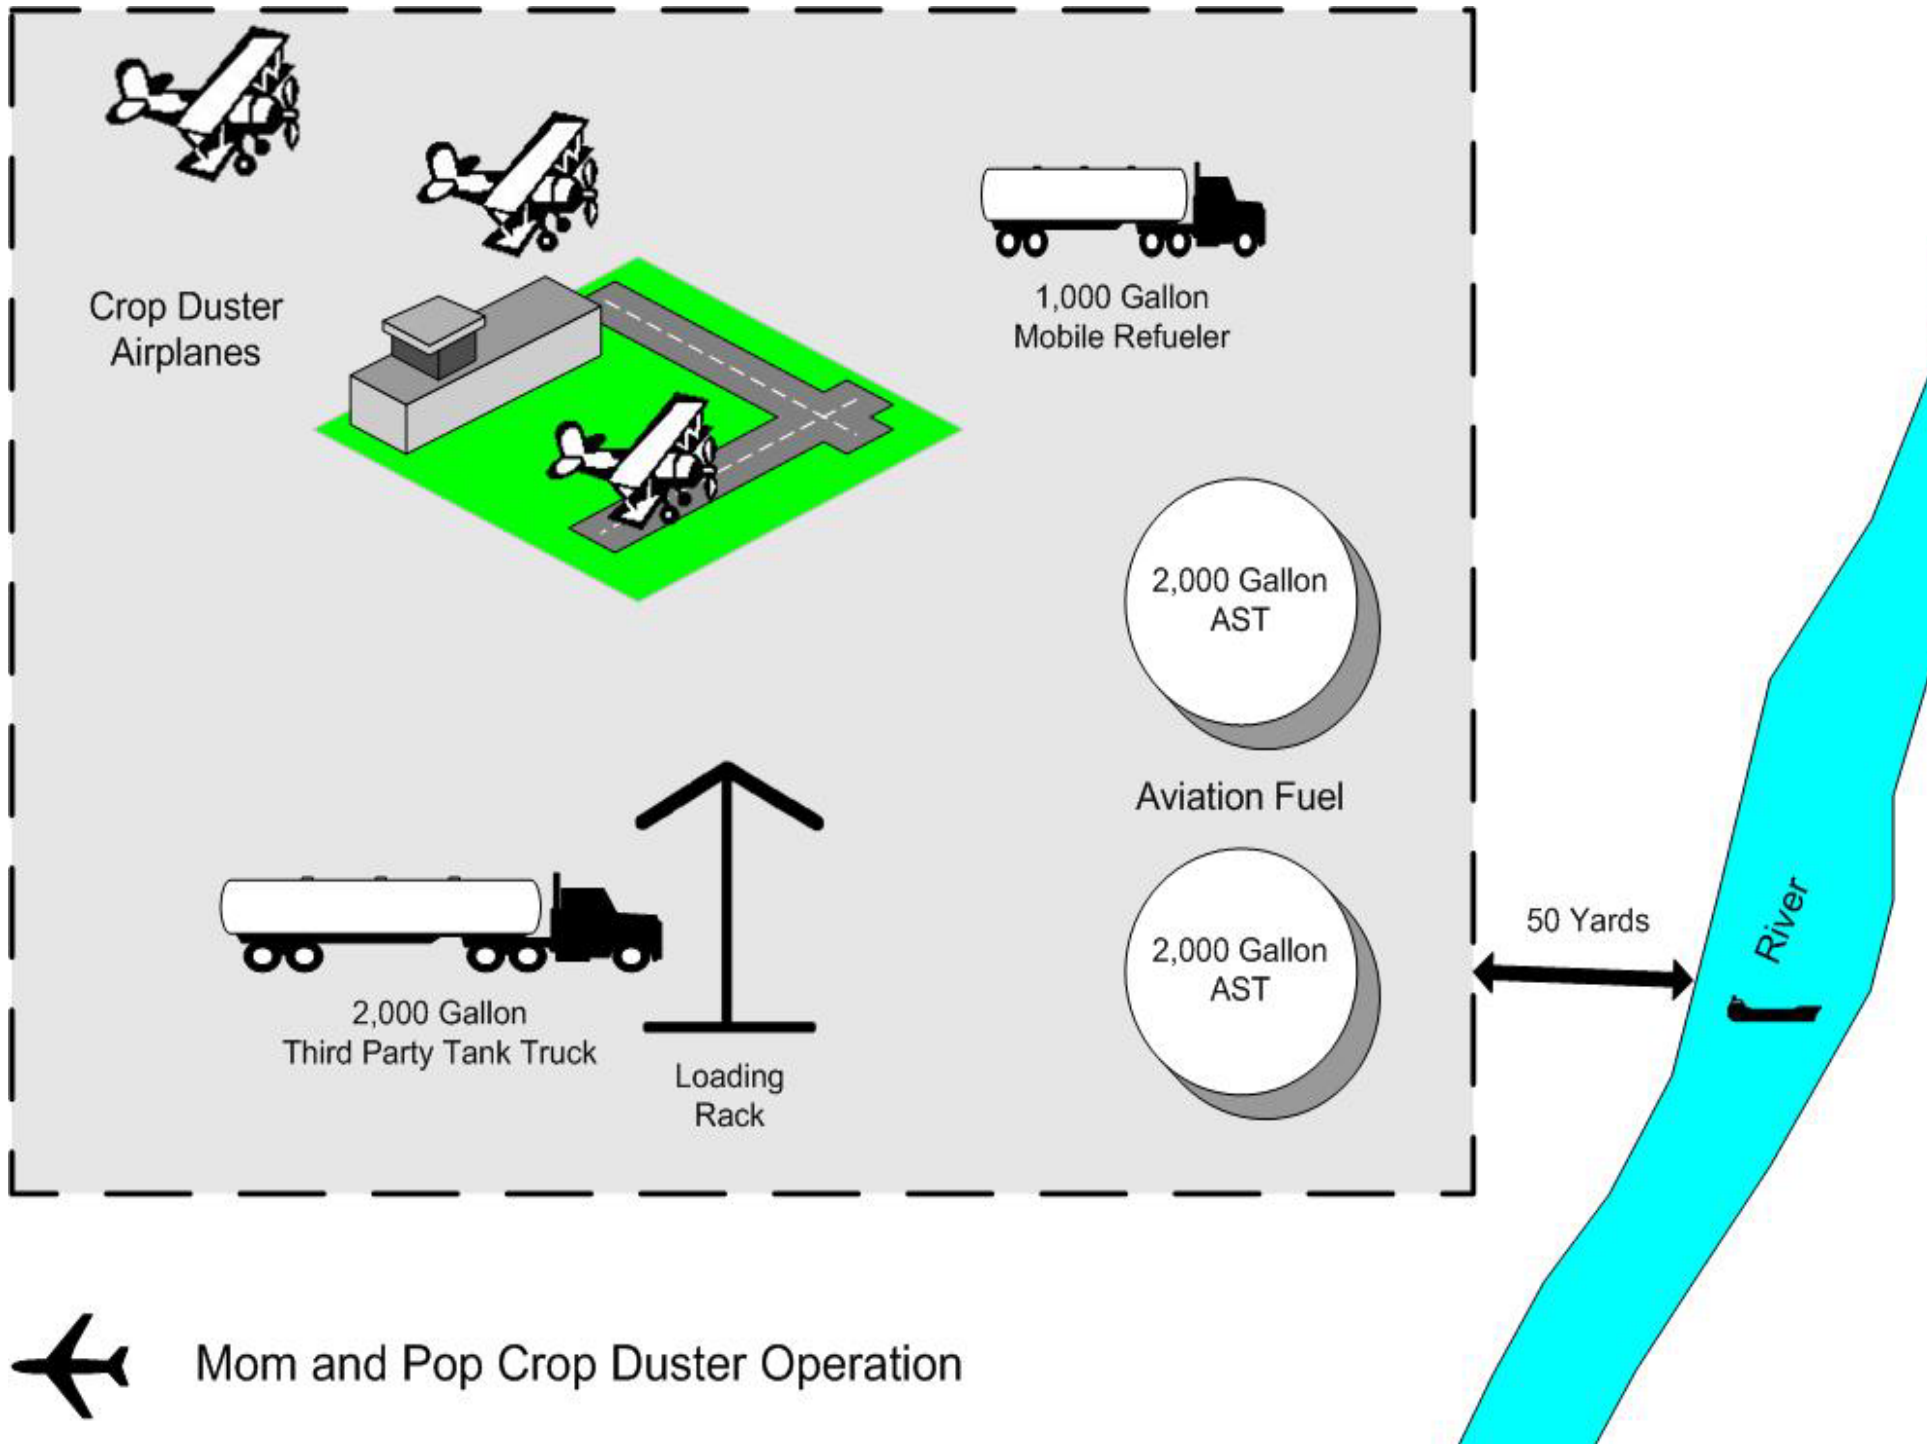 Crop Duster
Airplanes
1,000 Gallon
Mobile Refueler
2,000 Gallon
AST
Aviation Fuel
2,000 Gallon
AST
2,000 Gallon
Third Party Tank Truck
Loading
Rack
50 Yards
River
Mom and Pop Crop Duster Operation